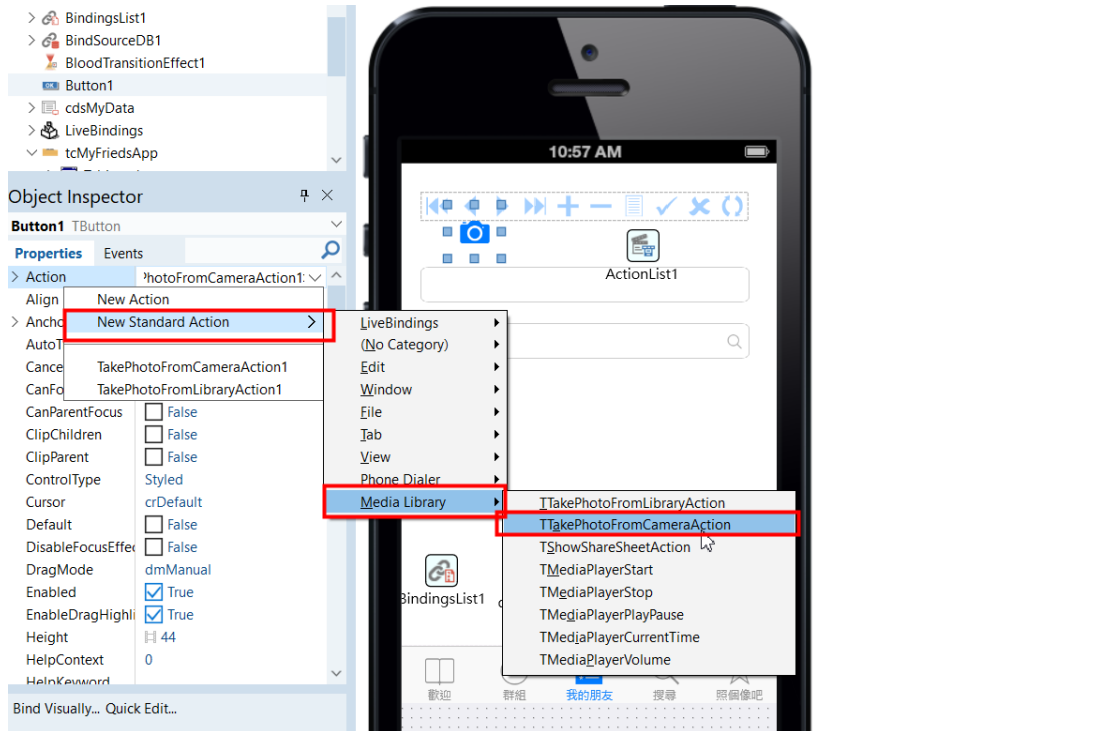 BindingsList1
BindSourceDB1
BloodTransitionEffect1
Button1
cdsMyData
LiveBindings
tcMyFriedsApp
Object Inspector
Button1 TButton
Properties Events
Action PhotoFromCameraAction1
Align
New Action
Ancho
New Standard Action
AutoT
Cance
TakePhotoFromCameraAction1
CanFo
TakePhotoFromLibraryAction1
CanParentFocus False
ClipChildren False
ClipParent False
ControlType Styled
Cursor crDefault
Default False
DisableFocusEffe False
DragMode dmManual
Enabled True
EnableDragHighli True
Height 44
HelpContext 0
HelpKeyword
Bind Visually... Quick Edit...
LiveBindings
(No Category)
Edit
Window
File
Tab
View
Phone Dialer
Media Library
TTakePhotoFromLibraryAction
TTakePhotoFromCameraAction
TShowShareSheetAction
TMediaPlayerStart
TMediaPlayerStop
TMediaPlayerPlayPause
TMediaPlayerCurrentTime
TMediaPlayerVolume
10:57 AM
ActionList1
BindingsList1
歡迎
群組
我的朋友
搜尋
照個像吧